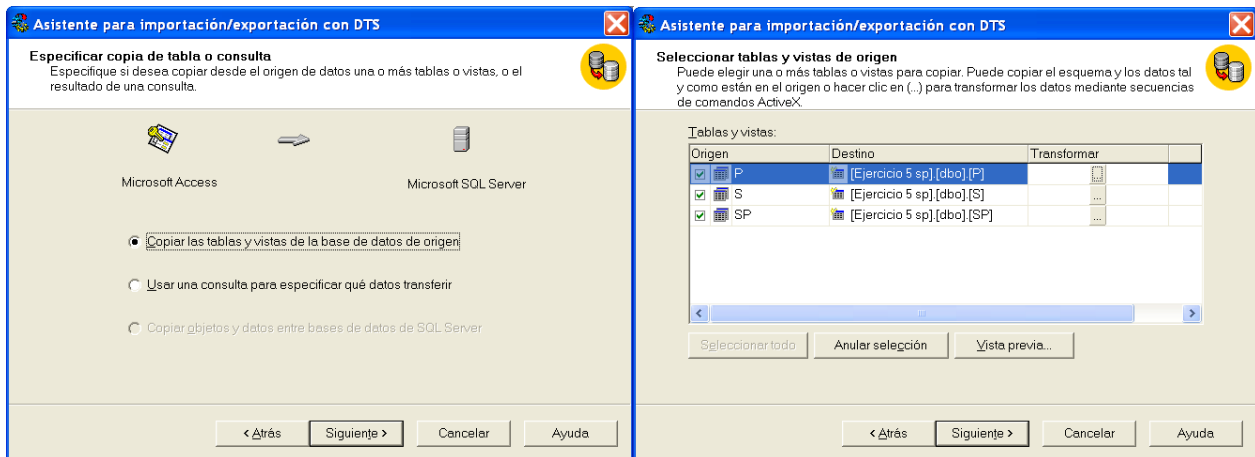 Asistente para importación/exportación con DTS
Especificar copia de tabla o consulta
Especifique si desea copiar desde el origen de datos una o más tablas o vistas, o el
resultado de una consulta.
Microsoft Access
Microsoft SQL Server
Copiar las tablas y vistas de la base de datos de origen
Usar una consulta para especificar qué datos transferir
Copiar objetos y datos entre bases de datos de SQL Server
< Atrás
Siguiente >
Cancelar
Ayuda
Asistente para importación/exportación con DTS
Seleccionar tablas y vistas de origen
Puede elegir una o más tablas o vistas para copiar. Puede copiar el esquema y los datos tal
y como están en el origen o hacer clic en (...) para transformar los datos mediante secuencias
de comandos ActiveX.
Tablas y vistas:
Origen Destino Transformar
P [Ejercicio 5 sp].[dbo].[P] ...
S [Ejercicio 5 sp].[dbo].[S] ...
SP [Ejercicio 5 sp].[dbo].[SP] ...
Seleccionar todo
Anular selección
Vista previa...
< Atrás
Siguiente >
Cancelar
Ayuda